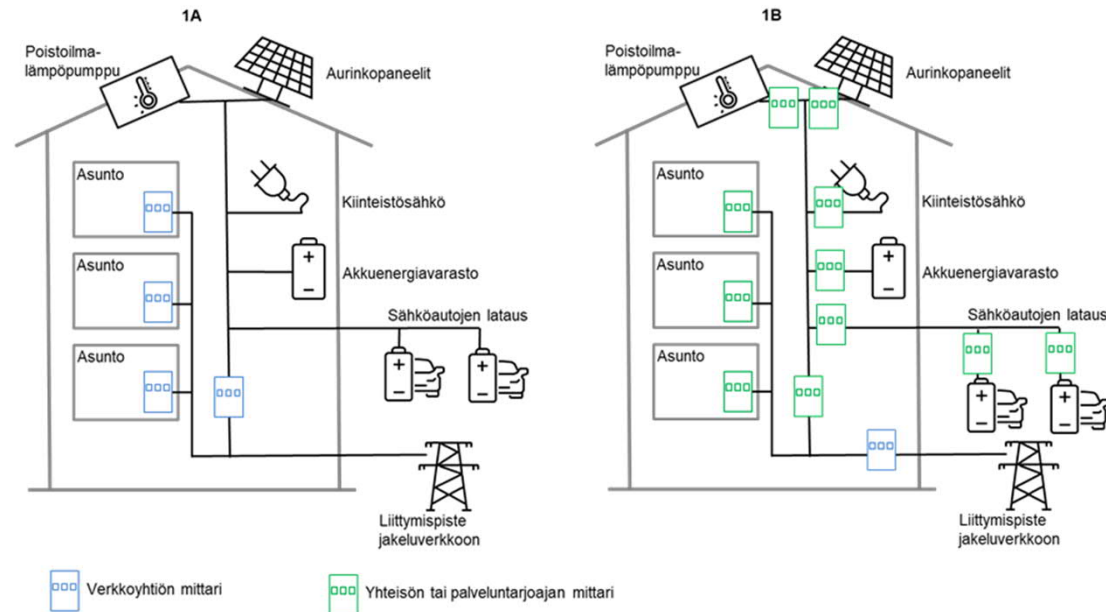 1A
Poistoilma-
lämpöpumppu
Aurinkopaneelit
Asunto
Kiinteistösähkö
Asunto
Akkuenergiavarasto
Sähköautojen lataus
Asunto
Liittymispiste
jakeluverkkoon
1B
Poistoilma-
lämpöpumppu
Aurinkopaneelit
Asunto
Kiinteistösähkö
Asunto
Akkuenergiavarasto
Sähköautojen lataus
Asunto
Liittymispiste
jakeluverkkoon
Verkkoyhtiön mittari
Yhteisön tai palveluntarjoajan mittari